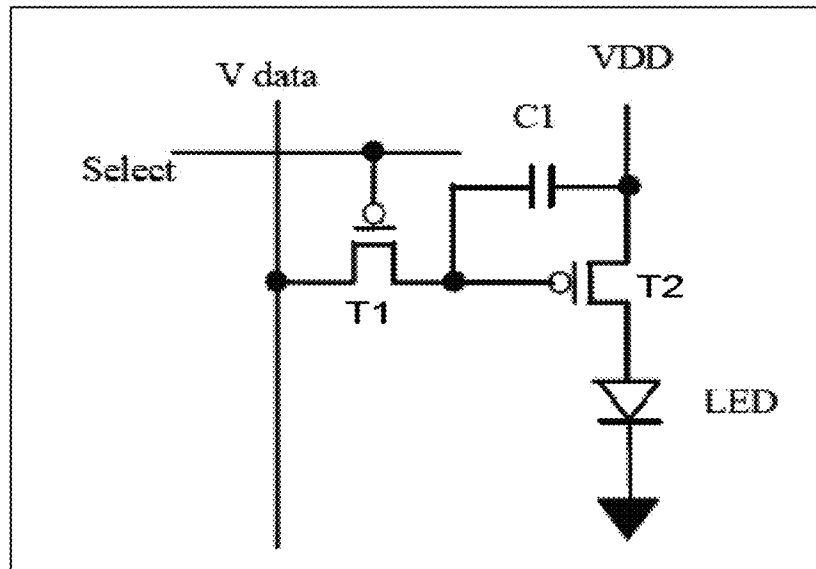 V data
VDD
C1
Select
T1
T2
LED